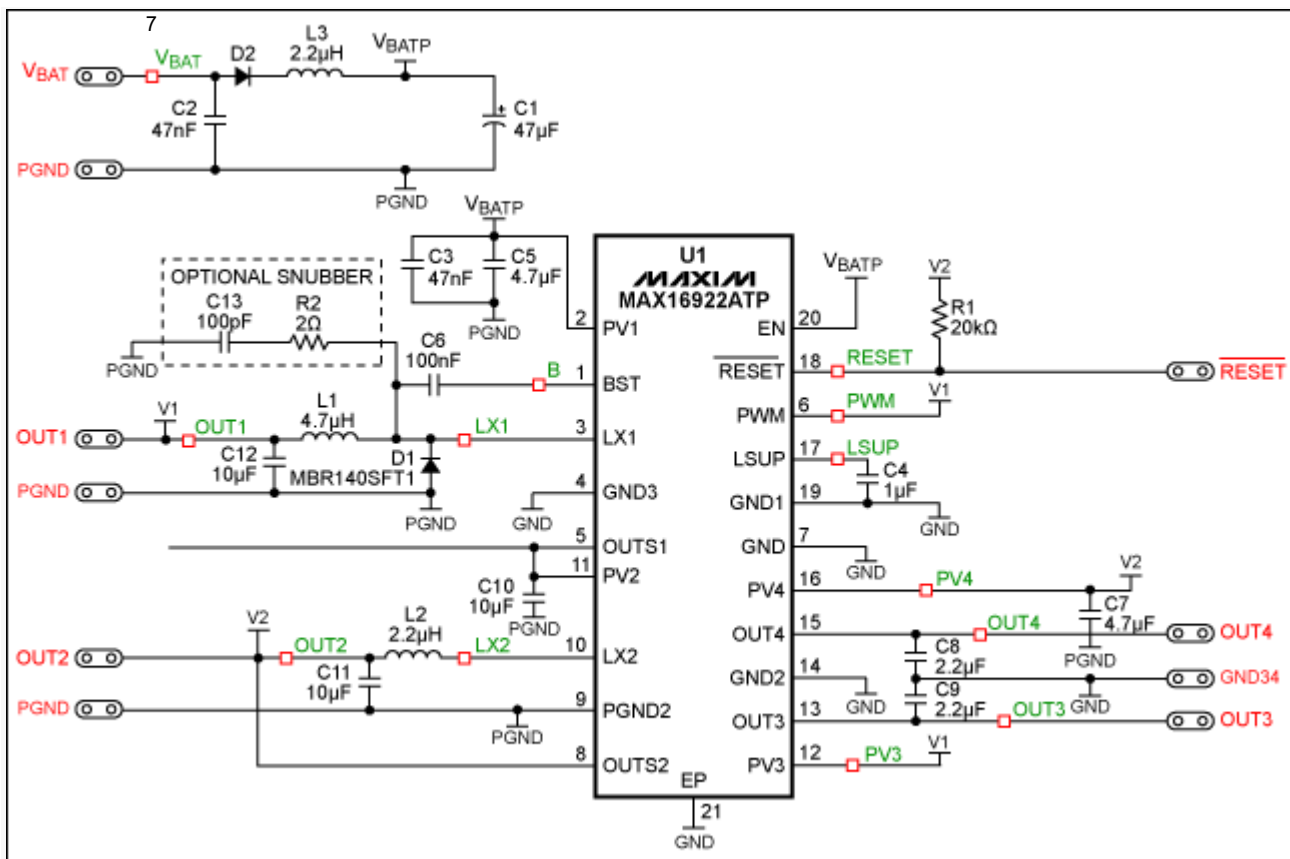 7
L3
2.2µH
VBATP
VBAT
VBAT
D2
C2
47nF
C1
47µF
PGND
PGND
VBATP
C3
47nF
C5
4.7µF
PGND
OPTIONAL SNUBBER
C13
100pF
R2
2Ω
PGND
C6
100nF
B
V1
OUT1
OUT1
L1
4.7µH
LX1
C12
10µF
D1
MBR140SFT1
PGND
PGND
GND
C10
10µF
PGND
V2
OUT2
OUT2
L2
2.2µH
LX2
C11
10µF
PGND
PGND
U1
MAXIM
MAX16922ATP
2 PV1
1 BST
3 LX1
4 GND3
5 OUTS1
11 PV2
10 LX2
9 PGND2
8 OUTS2
EP
21
GND
EN 20
RESET 18
PWM 6
LSUP 17
GND1 19
GND 7
PV4 16
OUT4 15
GND2 14
OUT3 13
PV3 12
VBATP
V2
R1
20kΩ
RESET
RESET
PWM
V1
LSUP
C4
1µF
GND
GND
PV4
V2
C7
4.7µF
PGND
OUT4
OUT4
C8
2.2µF
GND34
GND
GND
C9
2.2µF
OUT3
OUT3
PV3
V1